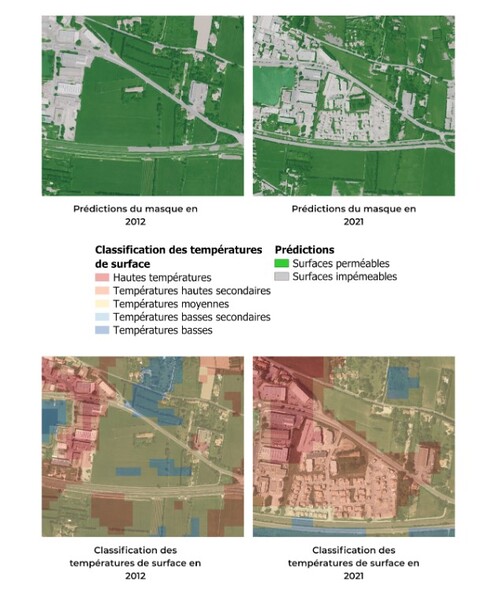 Prédictions du masque en
2012
Prédictions du masque en
2021
Classification des températures
de surface
Hautes températures
Températures hautes secondaires
Températures moyennes
Températures basses secondaires
Températures basses
Prédictions
Surfaces perméables
Surfaces impémeables
Classification des
températures de surface en
2012
Classification des
températures de surface en
2021